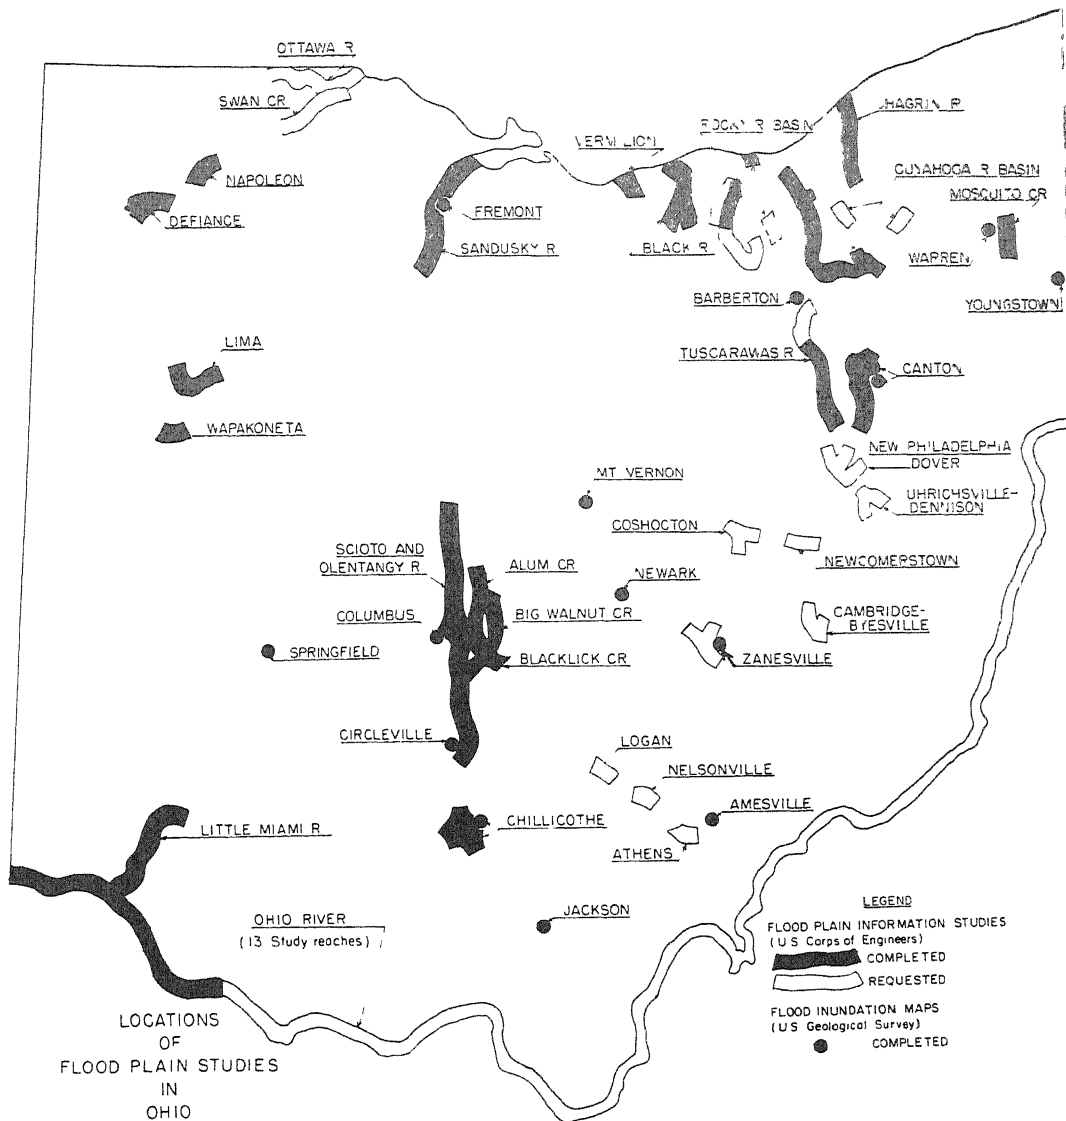 OTTAWA R
SWAN CR
NAPOLEON
DEFIANCE
FREMONT
SANDUSKY R
VERMILION
ROCKY R BASIN
CHAGRIN R
CUYAHOGA R BASIN
MOSQUITO CR
BLACK R
WARREN
BARBERTON
YOUNGSTOWN
LIMA
TUSCARAWAS R
CANTON
WAPAKONETA
NEW PHILADELPHIA
DOVER
MT VERNON
UHRICHSVILLE-
DENNISON
COSHOCTON
NEWCOMERSTOWN
SCIOTO AND
OLENTANGY R
ALUM CR
NEWARK
COLUMBUS
BIG WALNUT CR
CAMBRIDGE-
BYESVILLE
SPRINGFIELD
BLACKLICK CR
ZANESVILLE
CIRCLEVILLE
LOGAN
NELSONVILLE
AMESVILLE
LITTLE MIAMI R
CHILLICOTHE
ATHENS
OHIO RIVER
(13 Study reaches)
JACKSON
LEGEND
FLOOD PLAIN INFORMATION STUDIES
(US Corps of Engineers)
COMPLETED
REQUESTED
FLOOD INUNDATION MAPS
(US Geological Survey)
COMPLETED
LOCATIONS
OF
FLOOD PLAIN STUDIES
IN
OHIO